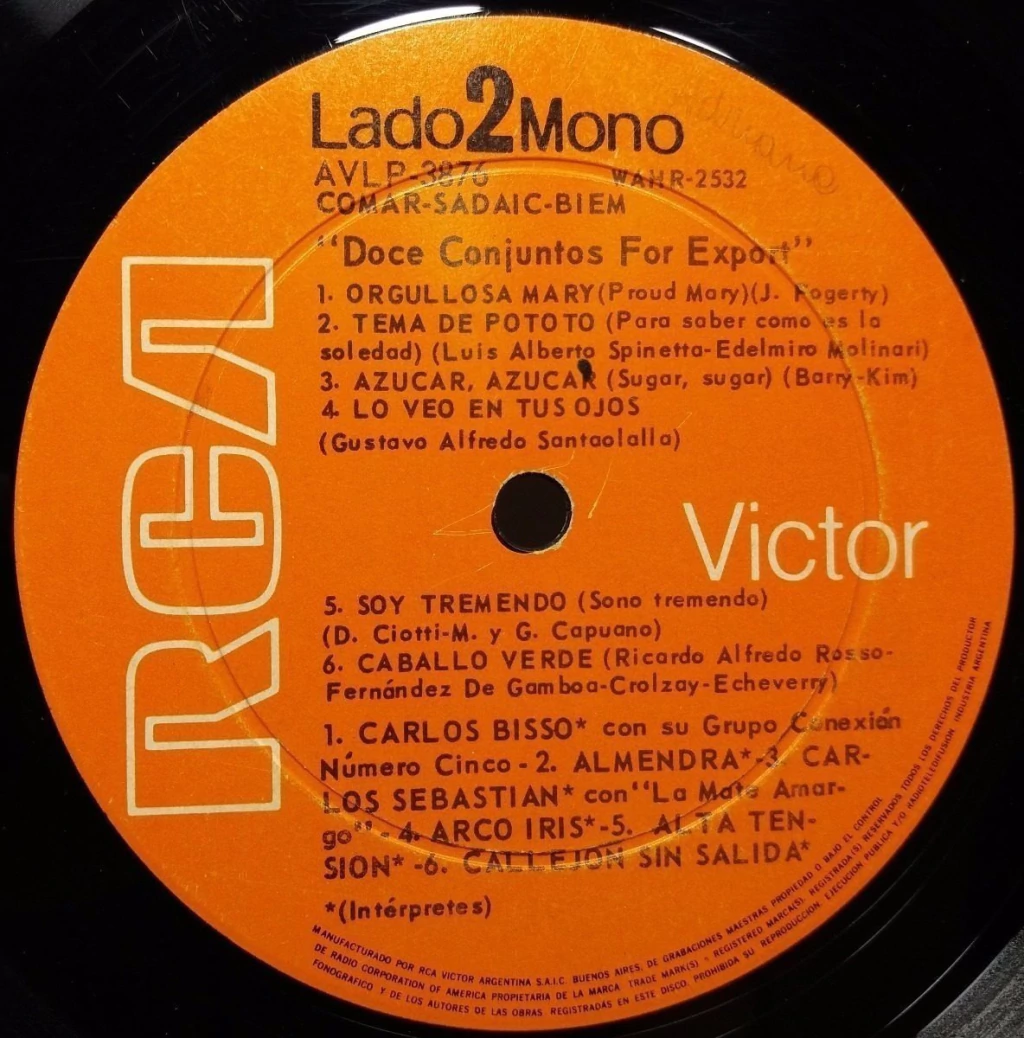 Lado 2 Mono
AVLP-3876 WAHR-2532
COMAR-SADAIC-BIEM
"Doce Conjuntos For Export"
1. ORGULLOSA MARY (Proud Mary) (J. Fogerty)
2. TEMA DE POTOTO (Para saber como es la
soledad) (Luis Alberto Spinetta-Edelmiro Molinari)
3. AZUCAR, AZUCAR (Sugar, sugar) (Barry-Kim)
4. LO VEO EN TUS OJOS
(Gustavo Alfredo Santaolalla)
RCA
Victor
5. SOY TREMENDO (Sono tremendo)
(D. Ciotti-M. y G. Capuano)
6. CABALLO VERDE (Ricardo Alfredo Rosso-
Fernández De Gamboa-Crolzay-Echeverry)
1. CARLOS BISSO* con su Grupo Conexión
Número Cinco - 2. ALMENDRA*-3. CAR-
LOS SEBASTIAN* con "La Mate Amar-
go" - 4. ARCO IRIS*-5. ALTA TEN-
SION* -6. CALLEJON SIN SALIDA*
*(Intérpretes)
MANUFACTURADO POR RCA VICTOR ARGENTINA S.A.I.C. BUENOS AIRES, DE GRABACIONES MAESTRAS PROPIEDAD O BAJO EL CONTROL
DE RADIO CORPORATION OF AMERICA PROPIETARIA DE LA MARCA. TRADE MARK(S) ® REGISTERED MARCA(S). REGISTRADA(S) RESERVADOS TODOS LOS DERECHOS DEL PRODUCTOR
FONOGRAFICO Y DE LOS AUTORES DE LAS OBRAS REGISTRADAS EN ESTE DISCO. PROHIBIDA SU REPRODUCCION, EJECUCION PUBLICA Y/O RADIOTELEDIFUSION. INDUSTRIA ARGENTINA